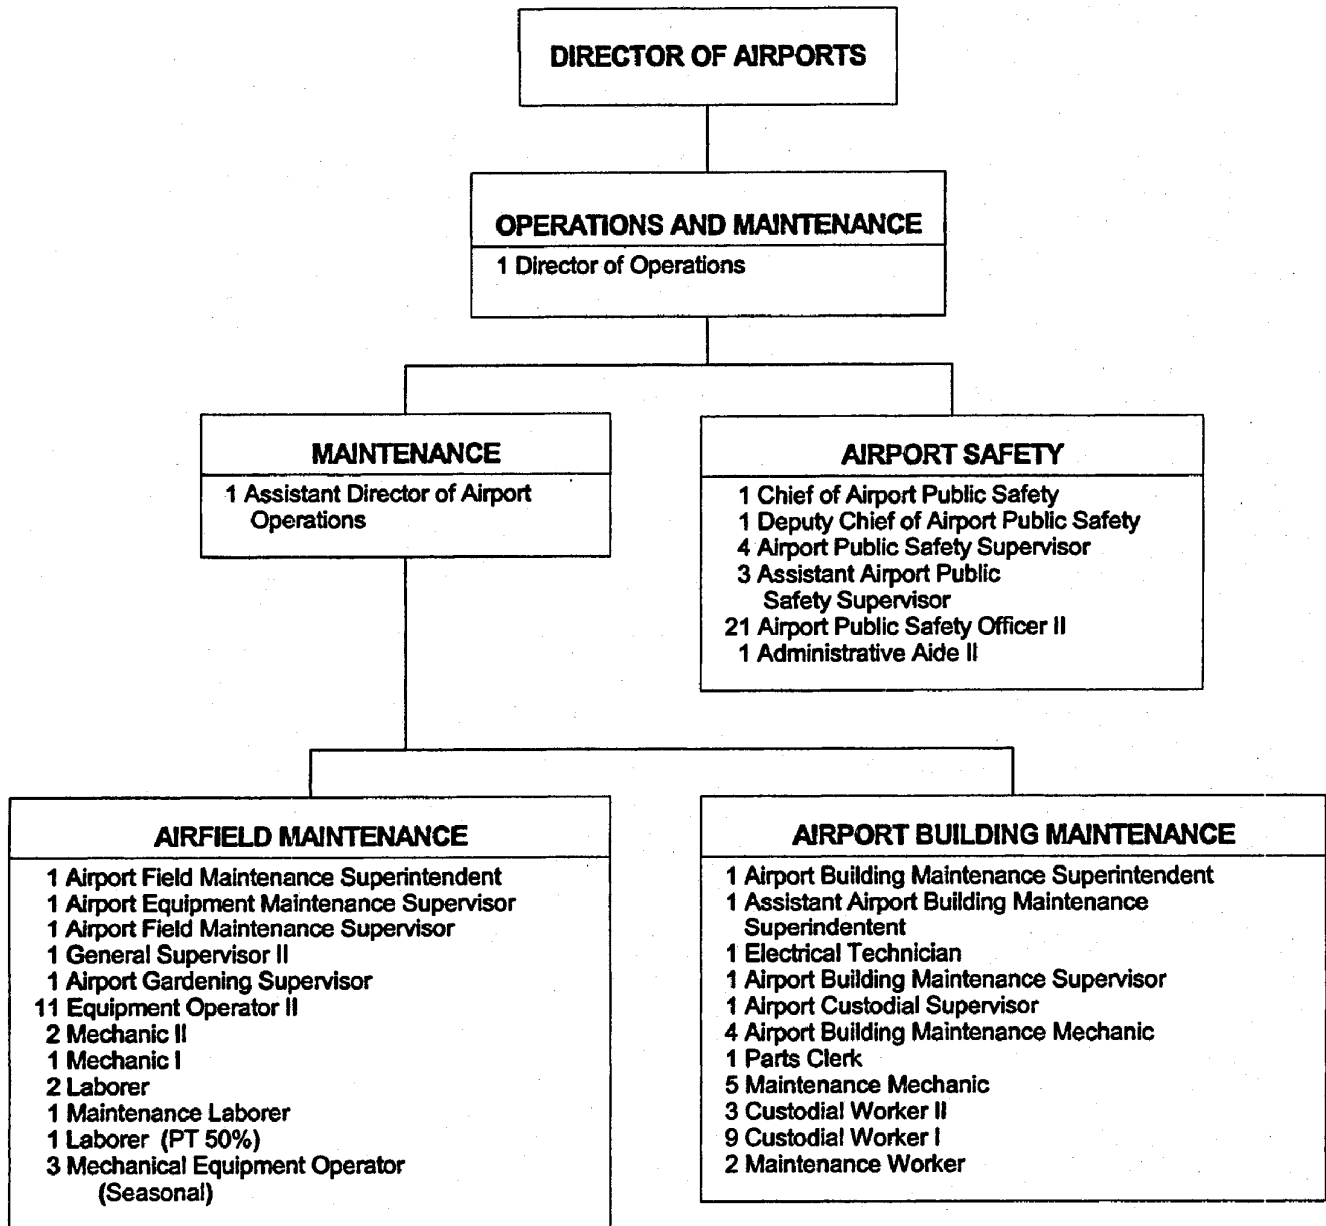 DIRECTOR OF AIRPORTS
OPERATIONS AND MAINTENANCE
1 Director of Operations
MAINTENANCE
1 Assistant Director of Airport
Operations
AIRPORT SAFETY
1 Chief of Airport Public Safety
1 Deputy Chief of Airport Public Safety
4 Airport Public Safety Supervisor
3 Assistant Airport Public
Safety Supervisor
21 Airport Public Safety Officer II
1 Administrative Aide II
AIRFIELD MAINTENANCE
1 Airport Field Maintenance Superintendent
1 Airport Equipment Maintenance Supervisor
1 Airport Field Maintenance Supervisor
1 General Supervisor II
1 Airport Gardening Supervisor
11 Equipment Operator II
2 Mechanic II
1 Mechanic I
2 Laborer
1 Maintenance Laborer
1 Laborer (PT 50%)
3 Mechanical Equipment Operator
(Seasonal)
AIRPORT BUILDING MAINTENANCE
1 Airport Building Maintenance Superintendent
1 Assistant Airport Building Maintenance
Superindentent
1 Electrical Technician
1 Airport Building Maintenance Supervisor
1 Airport Custodial Supervisor
4 Airport Building Maintenance Mechanic
1 Parts Clerk
5 Maintenance Mechanic
3 Custodial Worker II
9 Custodial Worker I
2 Maintenance Worker